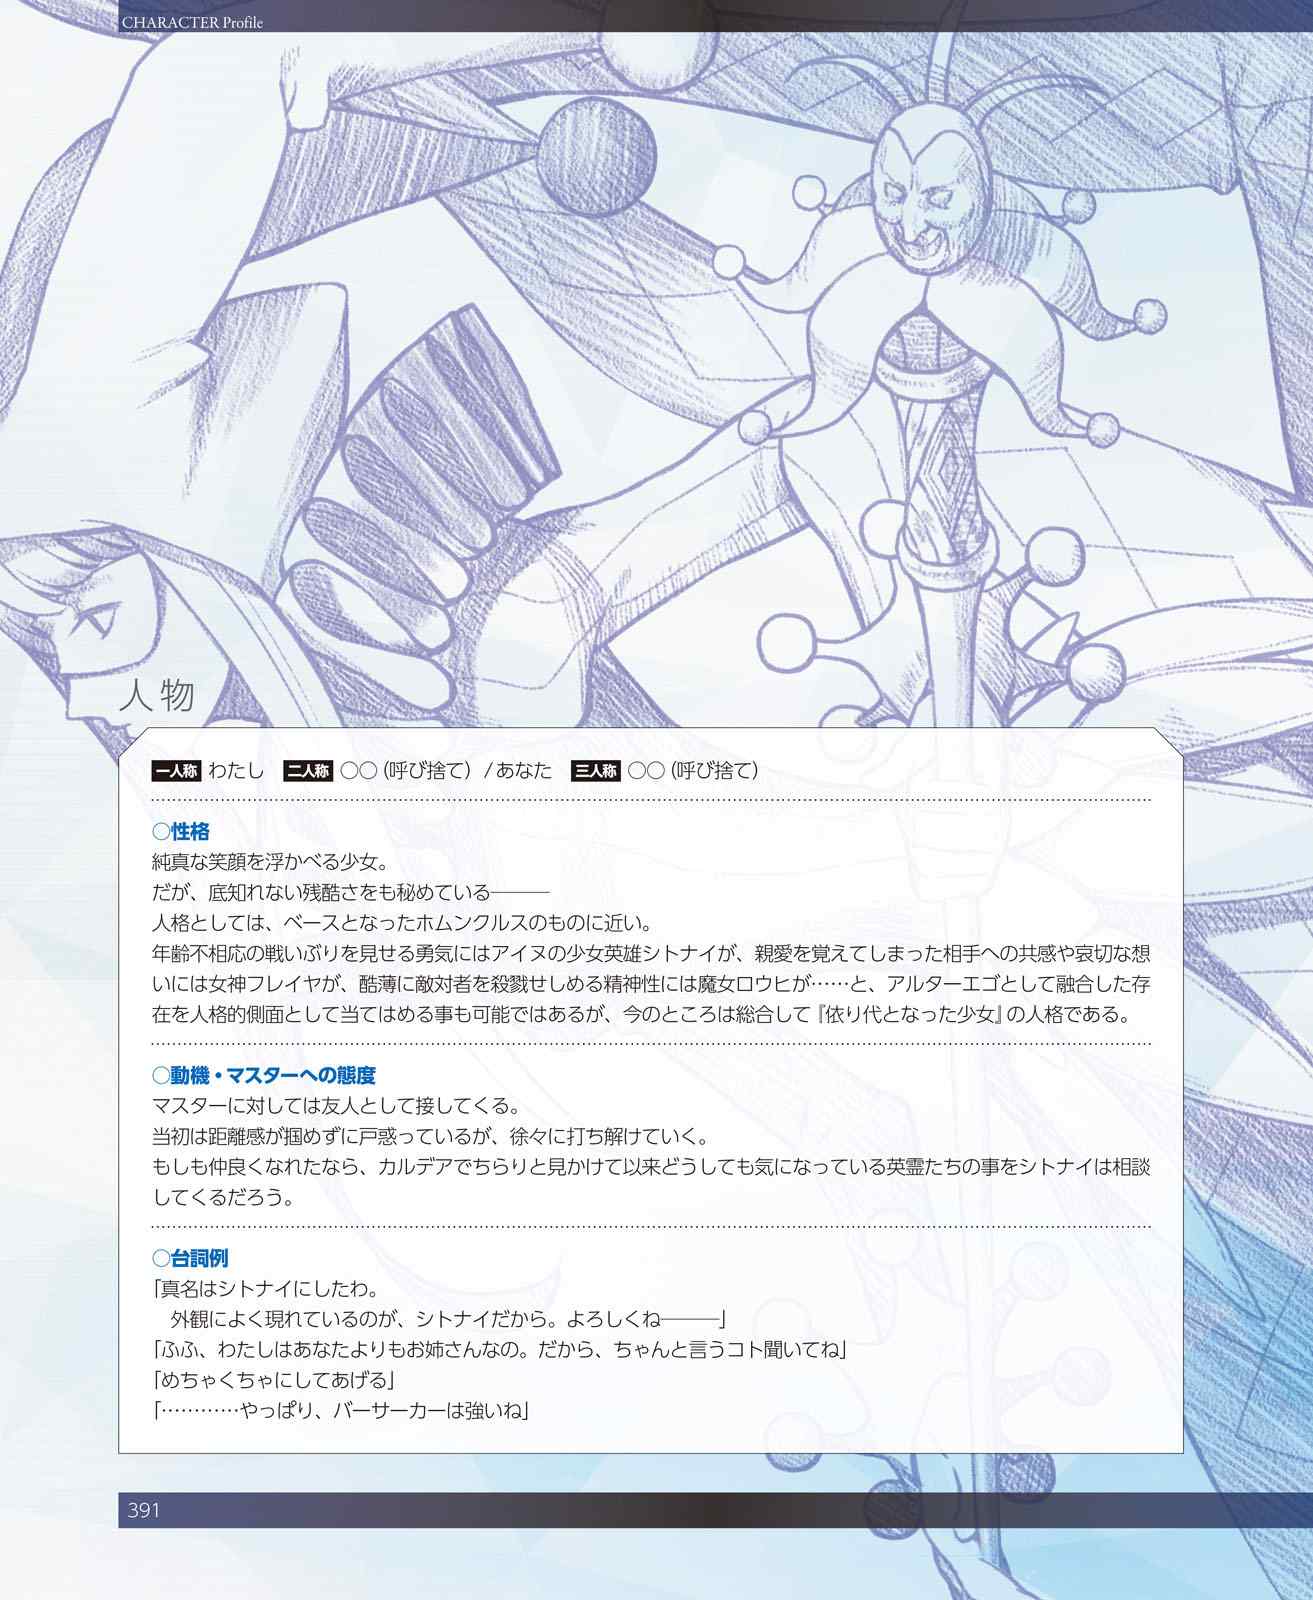 CHARACTER Profile
人物
一人称 わたし 二人称 ○○（呼び捨て）/あなた 三人称 ○○（呼び捨て）
○性格
純真な笑顔を浮かべる少女。
だが、底知れない残酷さをも秘めている―――
人格としては、ベースとなったホムンクルスのものに近い。
年齢不相応の戦いぶりを見せる勇気にはアイヌの少女英雄シトナイが、親愛を覚えてしまった相手への共感や哀切な想
いには女神フレイヤが、酷薄に敵対者を殺戮せしめる精神性には魔女ロウヒが……と、アルターエゴとして融合した存
在を人格的側面として当てはめる事も可能ではあるが、今のところは総合して『依り代となった少女』の人格である。
○動機・マスターへの態度
マスターに対しては友人として接してくる。
当初は距離感が掴めずに戸惑っているが、徐々に打ち解けていく。
もしも仲良くなれたなら、カルデアでちらりと見かけて以来どうしても気になっている英霊たちの事をシトナイは相談
してくるだろう。
○台詞例
「真名はシトナイにしたわ。
　外観によく現れているのが、シトナイだから。よろしくね―――」
「ふふ、わたしはあなたよりもお姉さんなの。だから、ちゃんと言うコト聞いてね」
「めちゃくちゃにしてあげる」
「…………やっぱり、バーサーカーは強いね」
391